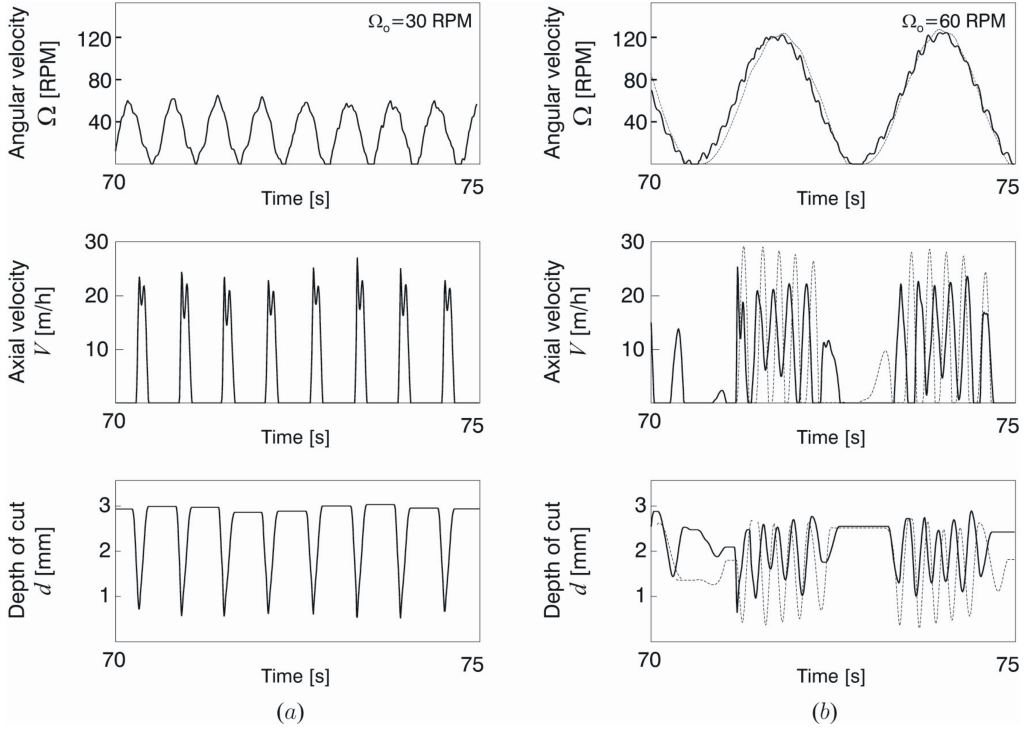 Angular velocity
Ω [RPM]
Ωo=30 RPM
120
80
40
70
75
Time [s]
Axial velocity
V [m/h]
30
20
10
70
75
Time [s]
Depth of cut
d [mm]
3
2
1
70
75
Time [s]
(a)
Angular velocity
Ω [RPM]
Ωo=60 RPM
120
80
40
70
75
Time [s]
Axial velocity
V [m/h]
30
20
10
70
75
Time [s]
Depth of cut
d [mm]
3
2
1
70
75
Time [s]
(b)